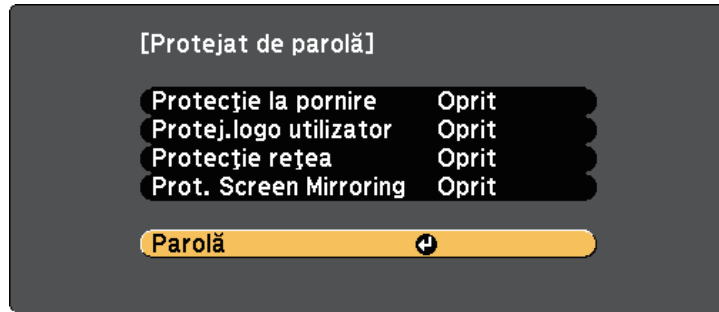 [Protejat de parolă]
Protecţie la pornire Oprit
Protej.logo utilizator Oprit
Protecţie reţea Oprit
Prot. Screen Mirroring Oprit
Parolă